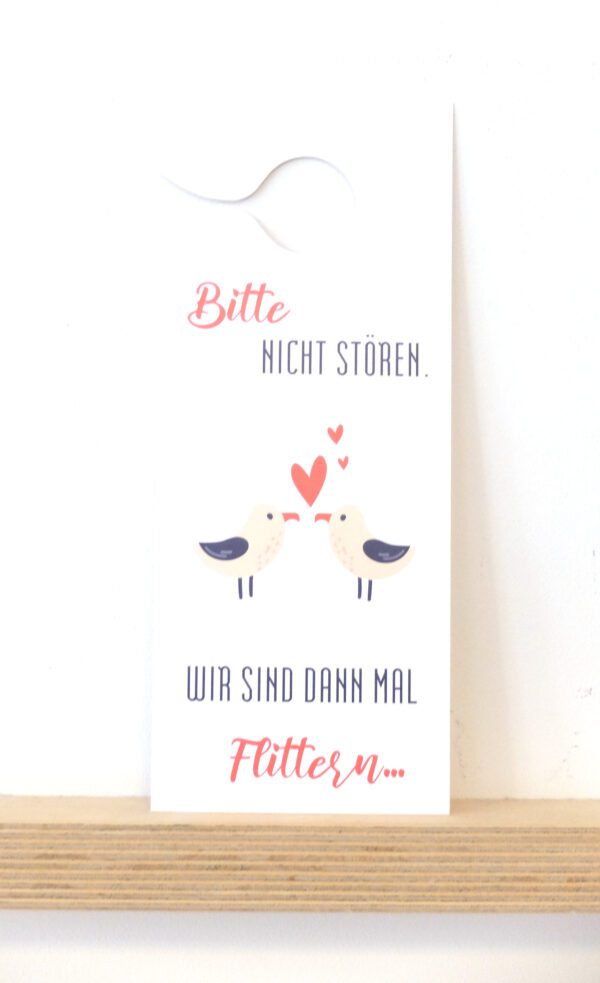 Bitte
NICHT STÖREN.
WIR SIND DANN MAL
Flittern...